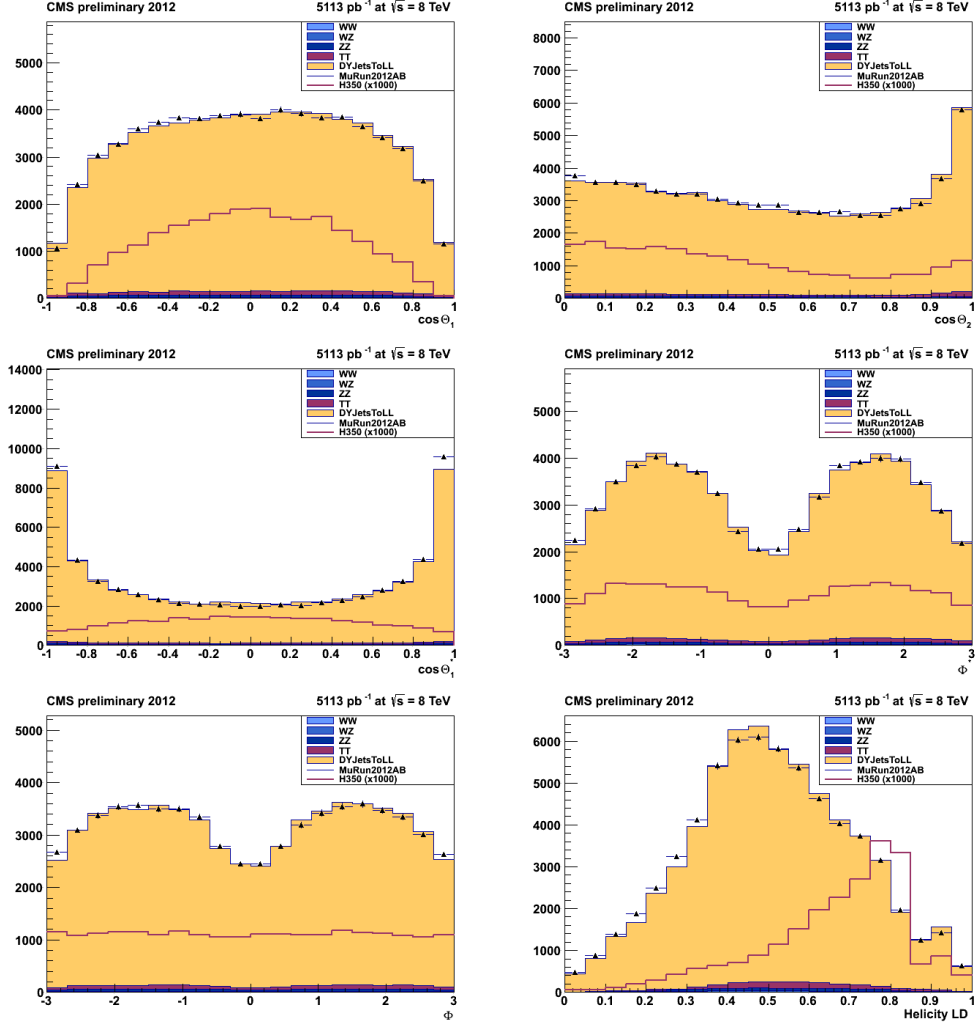 CMS preliminary 2012 5113 pb⁻¹ at √s = 8 TeV
WW
WZ
ZZ
TT
DYJetsToLL
MuRun2012AB
H350 (x1000)
5000
4000
3000
2000
1000
0
-1 -0.8 -0.6 -0.4 -0.2 0 0.2 0.4 0.6 0.8 1
cosΘ₁
CMS preliminary 2012 5113 pb⁻¹ at √s = 8 TeV
WW
WZ
ZZ
TT
DYJetsToLL
MuRun2012AB
H350 (x1000)
8000
7000
6000
5000
4000
3000
2000
1000
0
0 0.1 0.2 0.3 0.4 0.5 0.6 0.7 0.8 0.9 1
cosΘ₂
CMS preliminary 2012 5113 pb⁻¹ at √s = 8 TeV
WW
WZ
ZZ
TT
DYJetsToLL
MuRun2012AB
H350 (x1000)
14000
12000
10000
8000
6000
4000
2000
0
-1 -0.8 -0.6 -0.4 -0.2 0 0.2 0.4 0.6 0.8 1
cosΘ₁*
CMS preliminary 2012 5113 pb⁻¹ at √s = 8 TeV
WW
WZ
ZZ
TT
DYJetsToLL
MuRun2012AB
H350 (x1000)
5000
4000
3000
2000
1000
0
-3 -2 -1 0 1 2 3
Φ*
CMS preliminary 2012 5113 pb⁻¹ at √s = 8 TeV
WW
WZ
ZZ
TT
DYJetsToLL
MuRun2012AB
H350 (x1000)
5000
4000
3000
2000
1000
0
-3 -2 -1 0 1 2 3
Φ
CMS preliminary 2012 5113 pb⁻¹ at √s = 8 TeV
WW
WZ
ZZ
TT
DYJetsToLL
MuRun2012AB
H350 (x1000)
6000
5000
4000
3000
2000
1000
0
0 0.1 0.2 0.3 0.4 0.5 0.6 0.7 0.8 0.9 1
Helicity LD